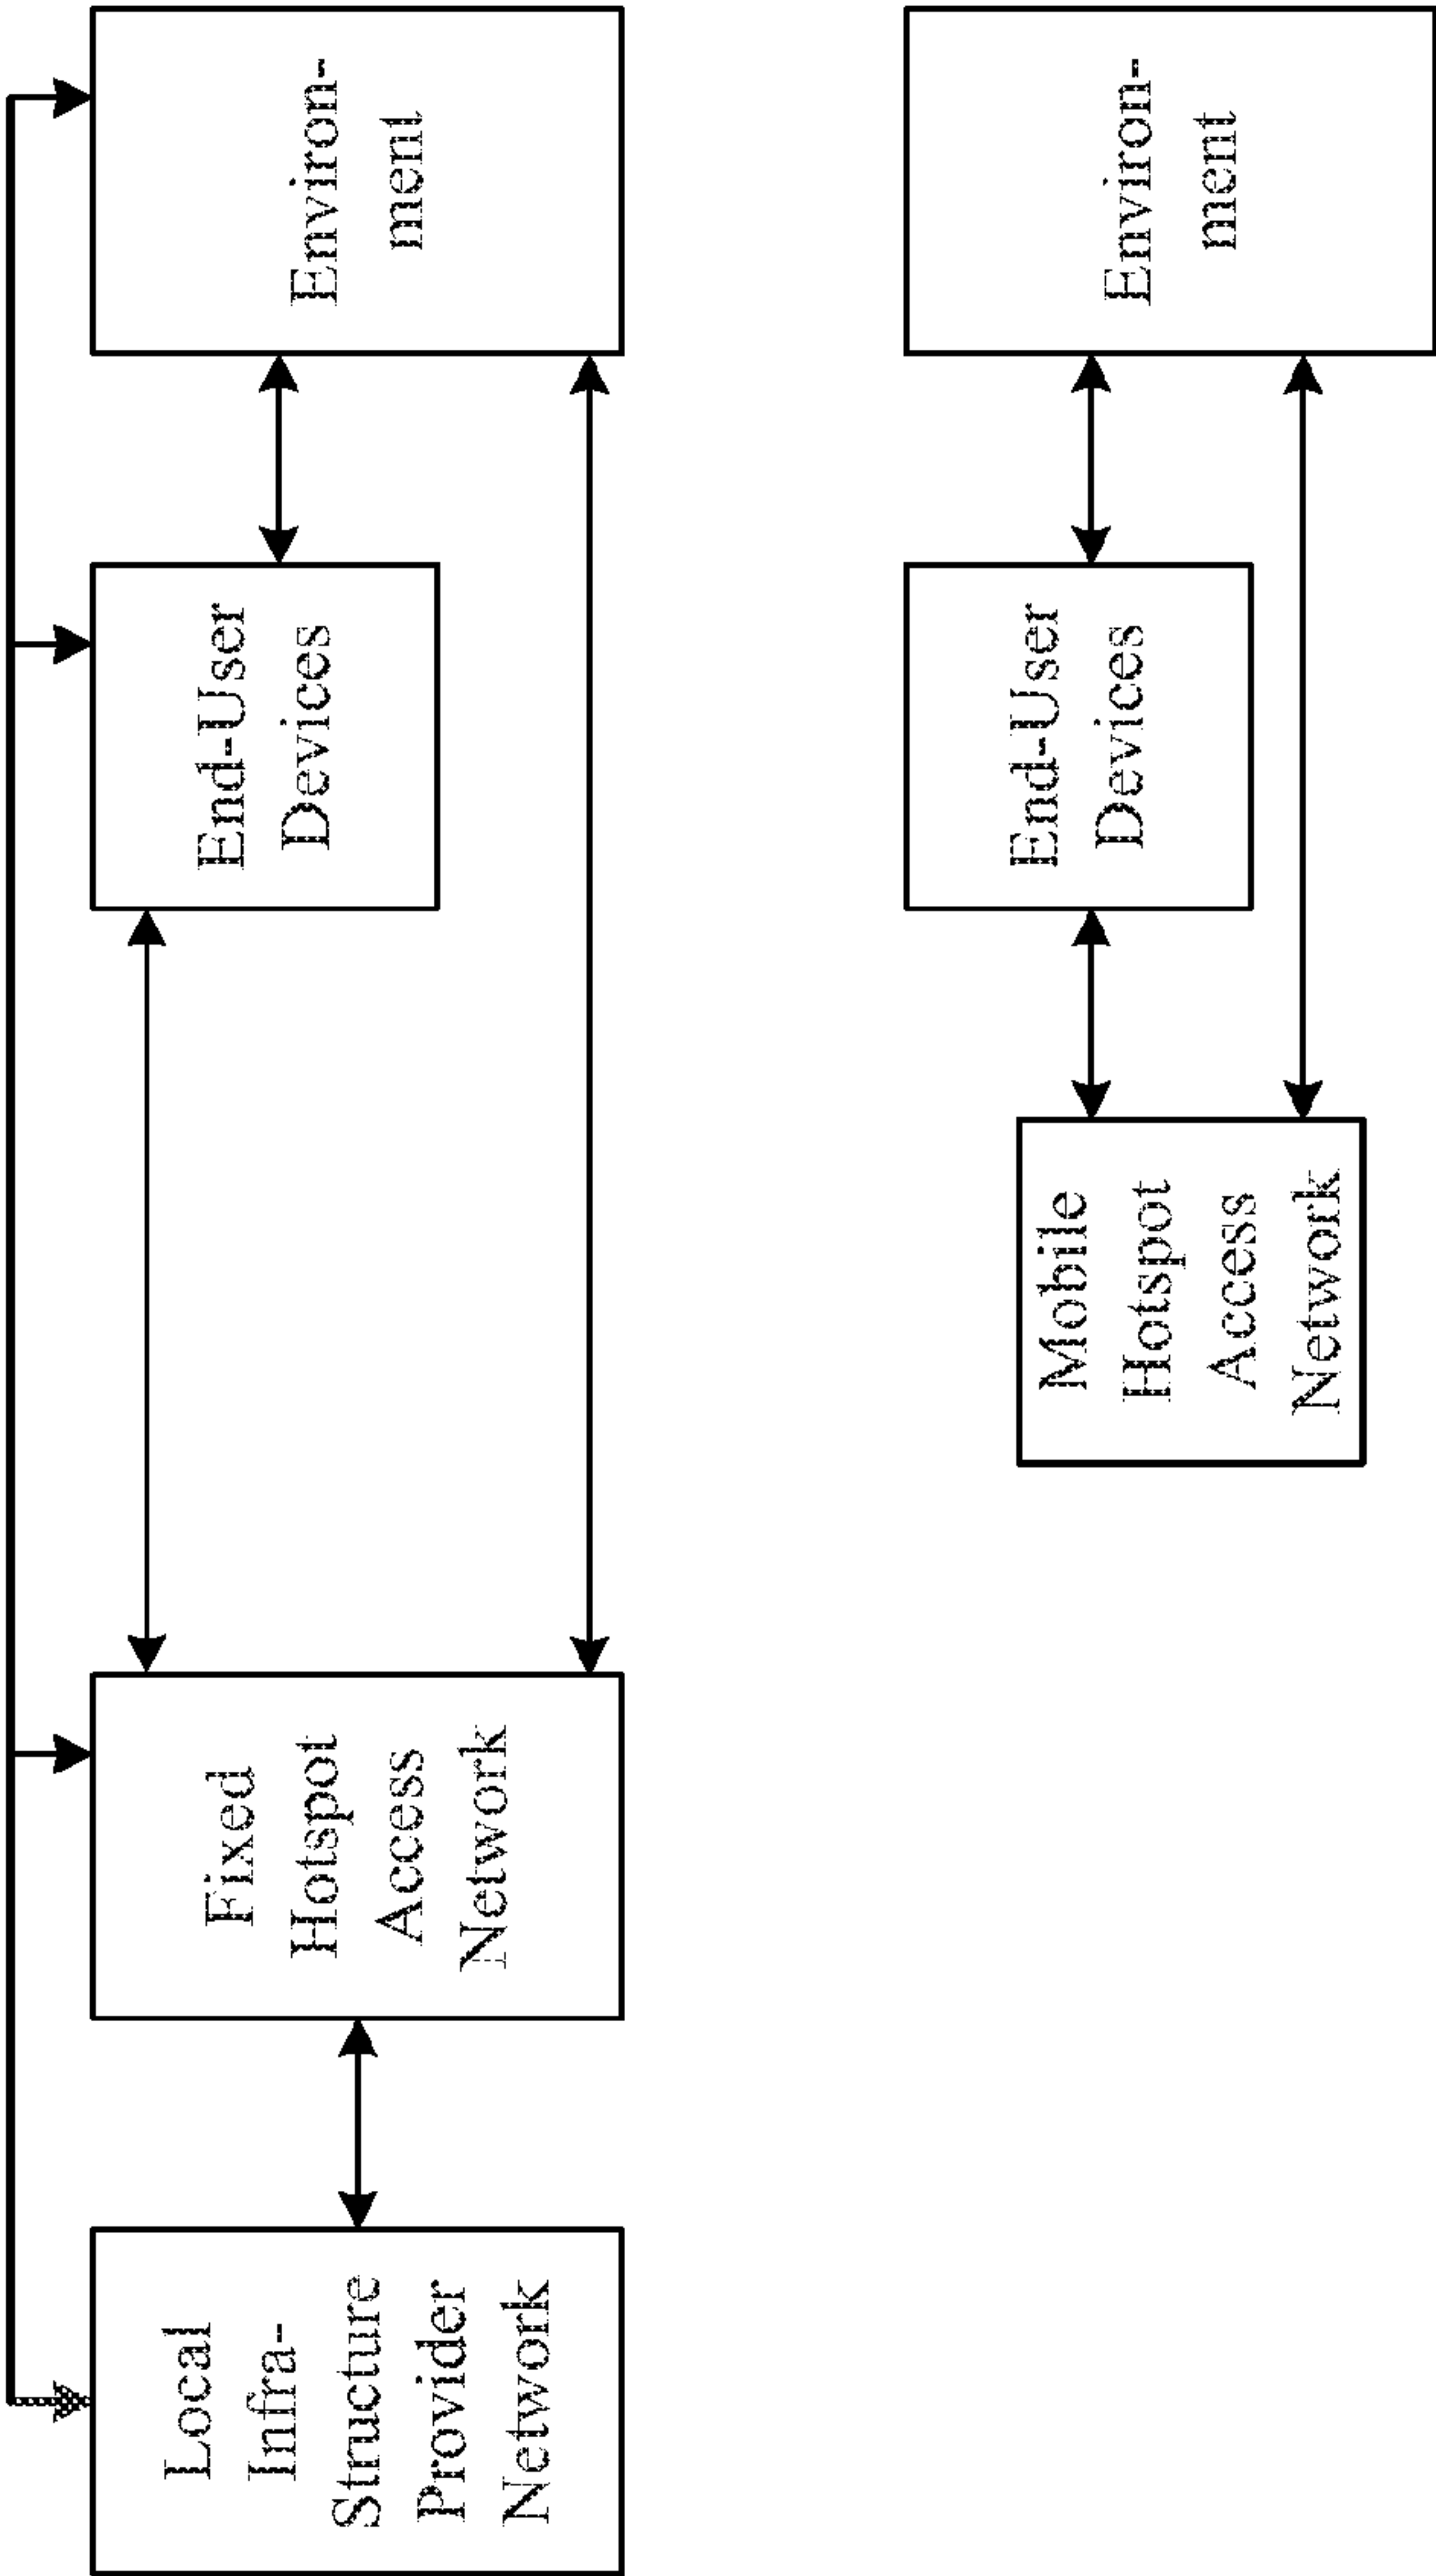 Local
Infra-
Structure
Provider
Network
Fixed
Hotspot
Access
Network
End-User
Devices
Environ-
ment
Mobile
Hotspot
Access
Network
End-User
Devices
Environ-
ment